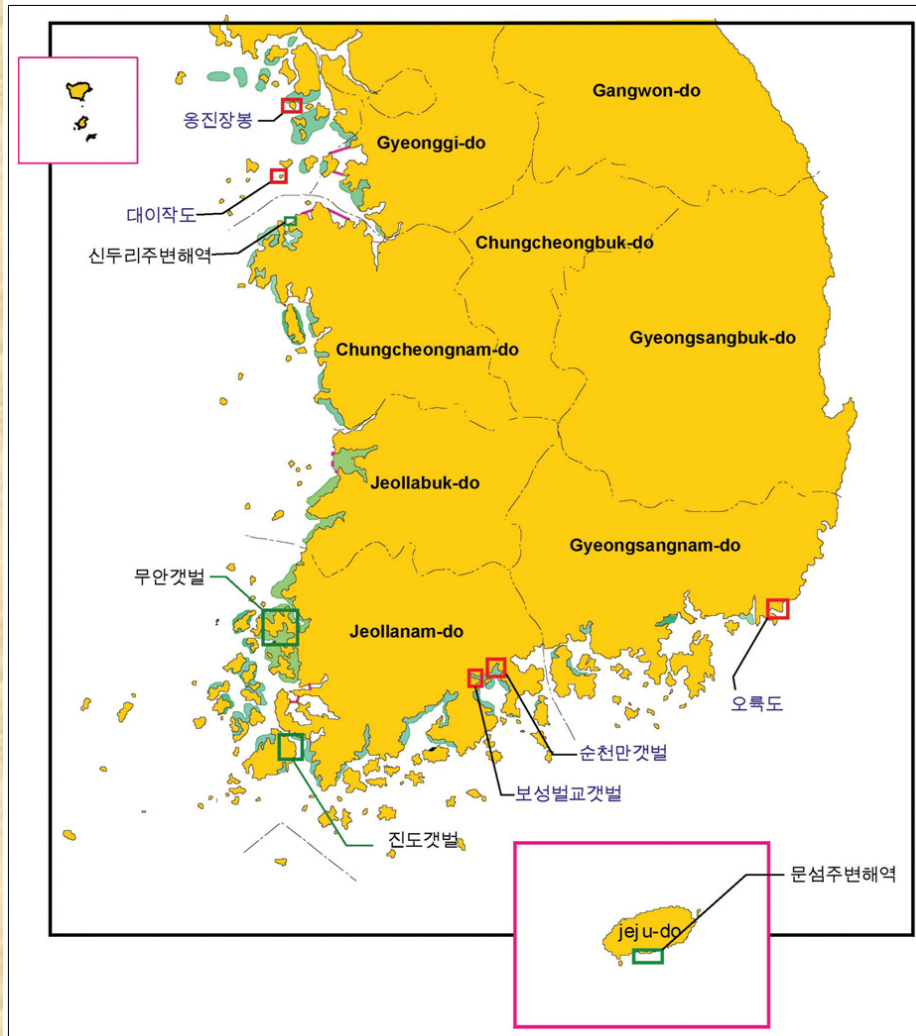 Gangwon-do
옹진장봉
Gyeonggi-do
대이작도
신두리주변해역
Chungcheongbuk-do
Gyeongsangbuk-do
Chungcheongnam-do
Jeollabuk-do
Gyeongsangnam-do
무안갯벌
Jeollanam-do
오륙도
순천만갯벌
보성벌교갯벌
진도갯벌
문섬주변해역
jeju-do